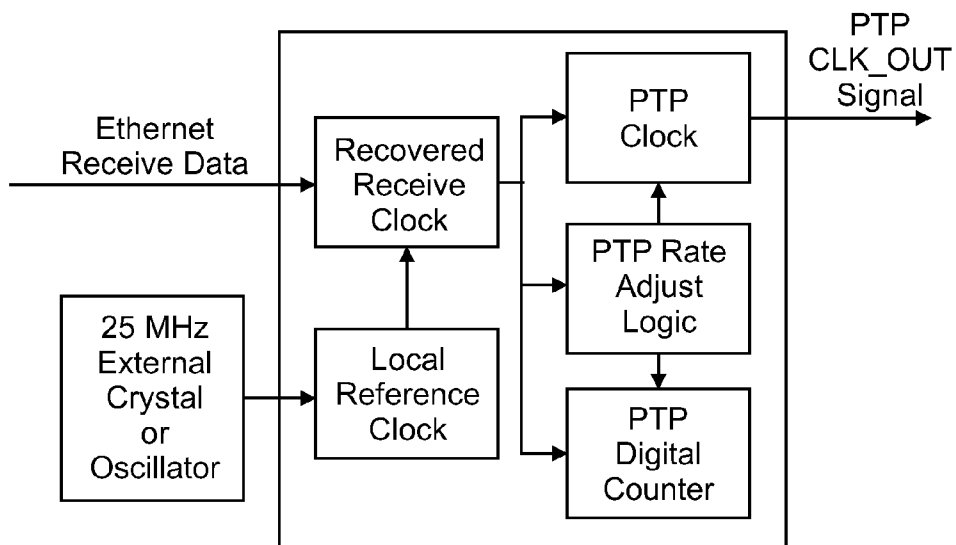 PTP
CLK_OUT
Signal
Ethernet
Receive Data
Recovered
Receive
Clock
PTP
Clock
PTP Rate
Adjust
Logic
25 MHz
External
Crystal
or
Oscillator
Local
Reference
Clock
PTP
Digital
Counter